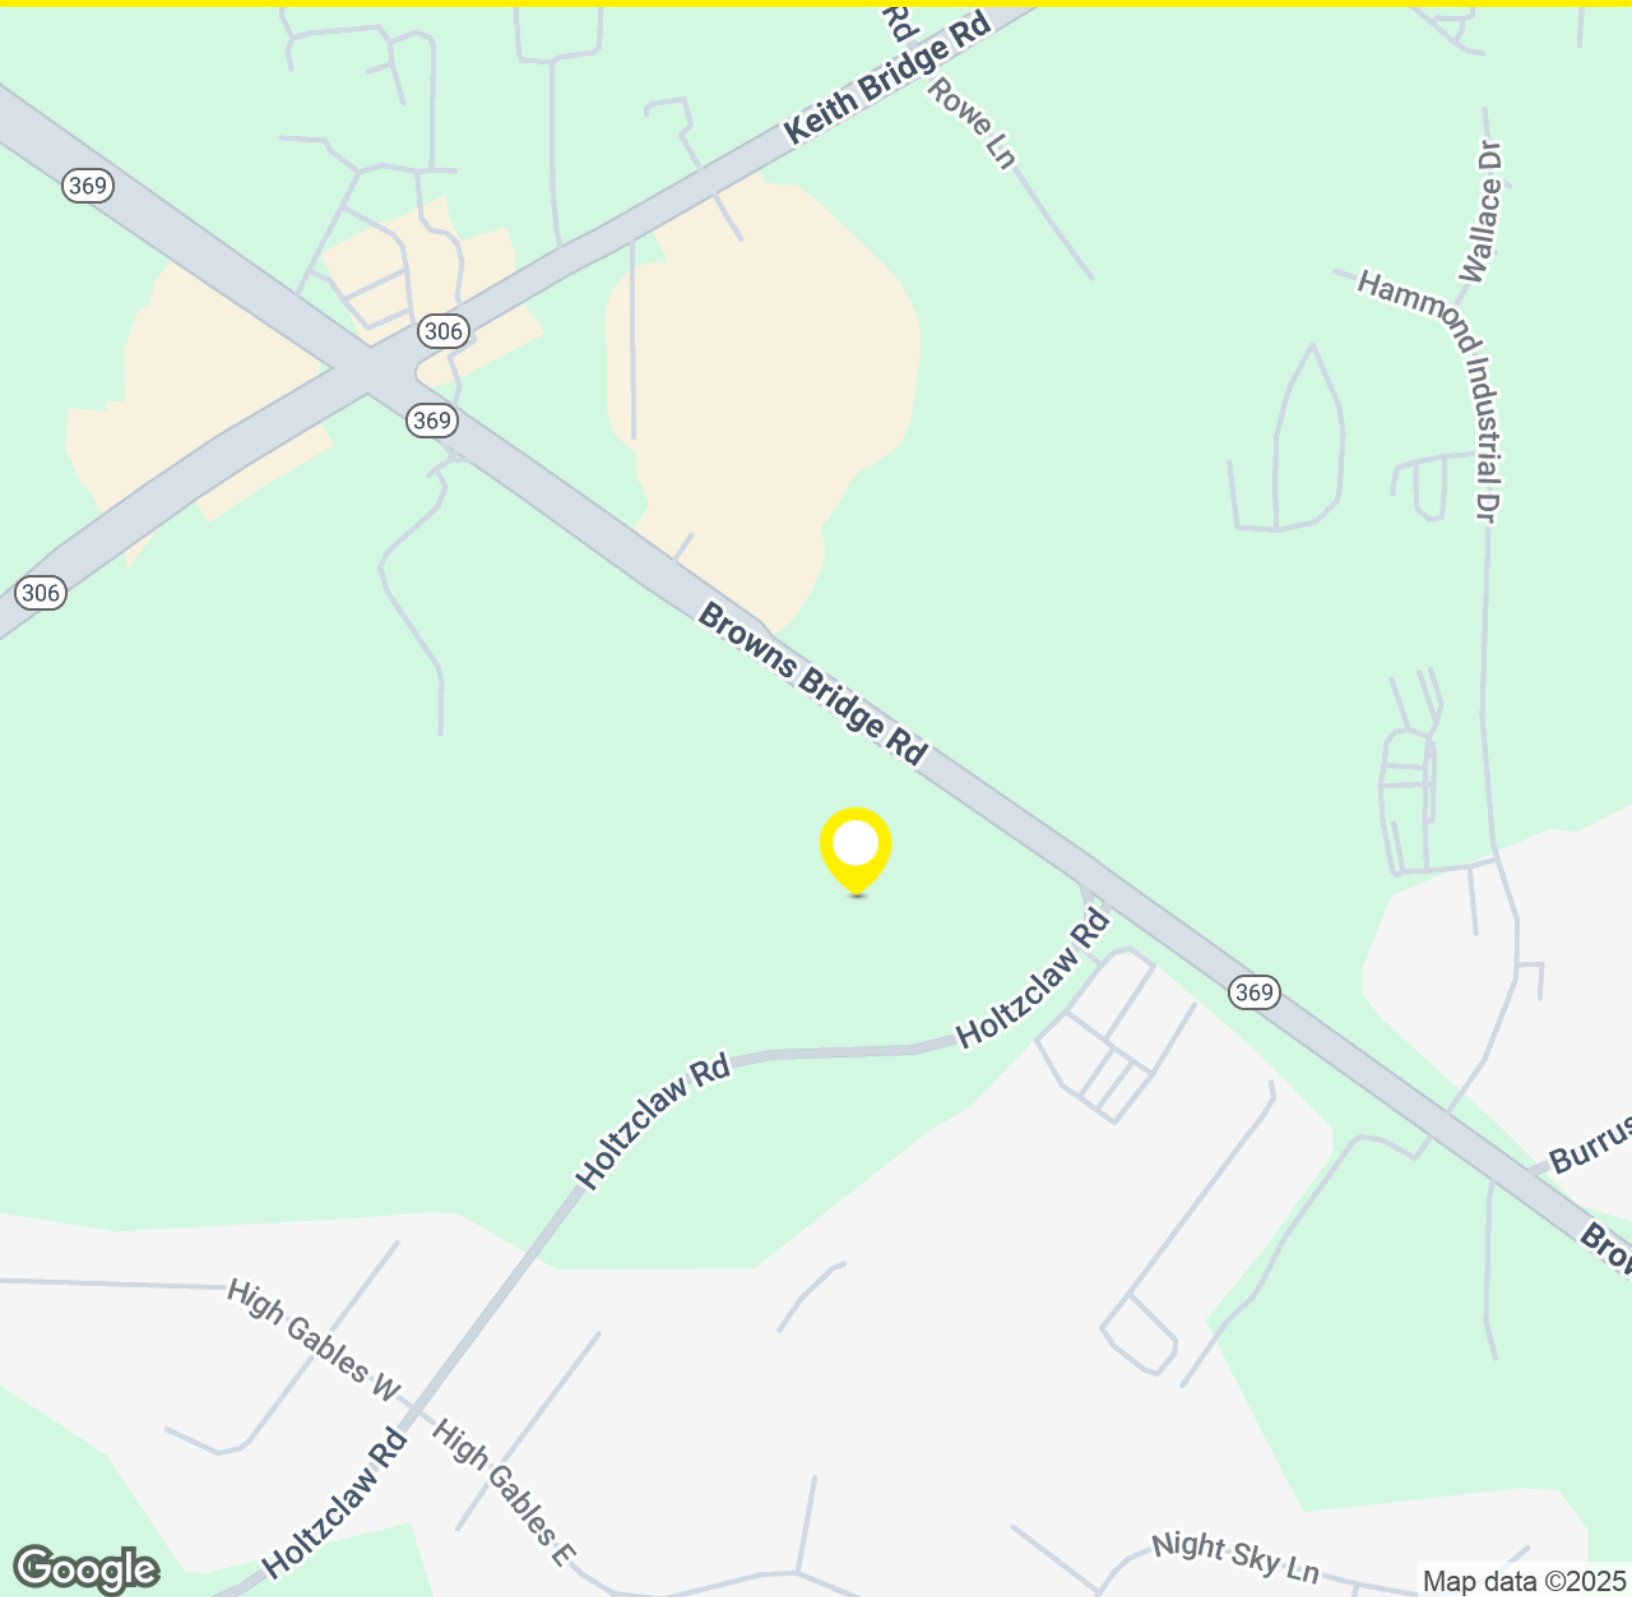 Rd
Keith Bridge Rd
Rowe Ln
Wallace Dr
369
Hammond Industrial Dr
306
369
306
Browns Bridge Rd
Holtzclaw Rd
369
Holtzclaw Rd
Burrus
Brow
High Gables W
High Gables E
Holtzclaw Rd
Night Sky Ln
Google
Map data ©2025